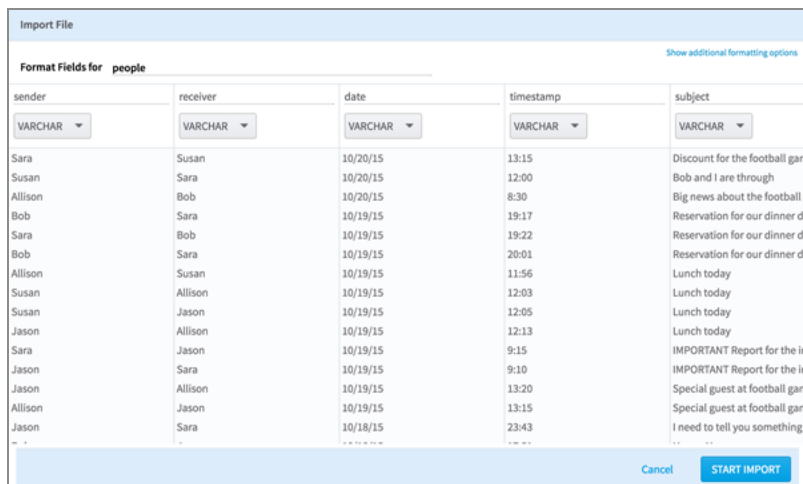 Import File
Show additional formatting options
Format Fields for people
sender receiver date timestamp subject
VARCHAR VARCHAR VARCHAR VARCHAR VARCHAR
Sara Susan 10/20/15 13:15 Discount for the football gar
Susan Sara 10/20/15 12:00 Bob and I are through
Allison Bob 10/20/15 8:30 Big news about the football
Bob Sara 10/19/15 19:17 Reservation for our dinner d
Sara Bob 10/19/15 19:22 Reservation for our dinner d
Bob Sara 10/19/15 20:01 Reservation for our dinner d
Allison Susan 10/19/15 11:56 Lunch today
Susan Allison 10/19/15 12:03 Lunch today
Susan Jason 10/19/15 12:05 Lunch today
Jason Allison 10/19/15 12:13 Lunch today
Sara Jason 10/19/15 9:15 IMPORTANT Report for the i
Jason Sara 10/19/15 9:10 IMPORTANT Report for the i
Jason Allison 10/19/15 13:20 Special guest at football gar
Allison Jason 10/19/15 13:15 Special guest at football gar
Jason Sara 10/18/15 23:43 I need to tell you something
Cancel START IMPORT